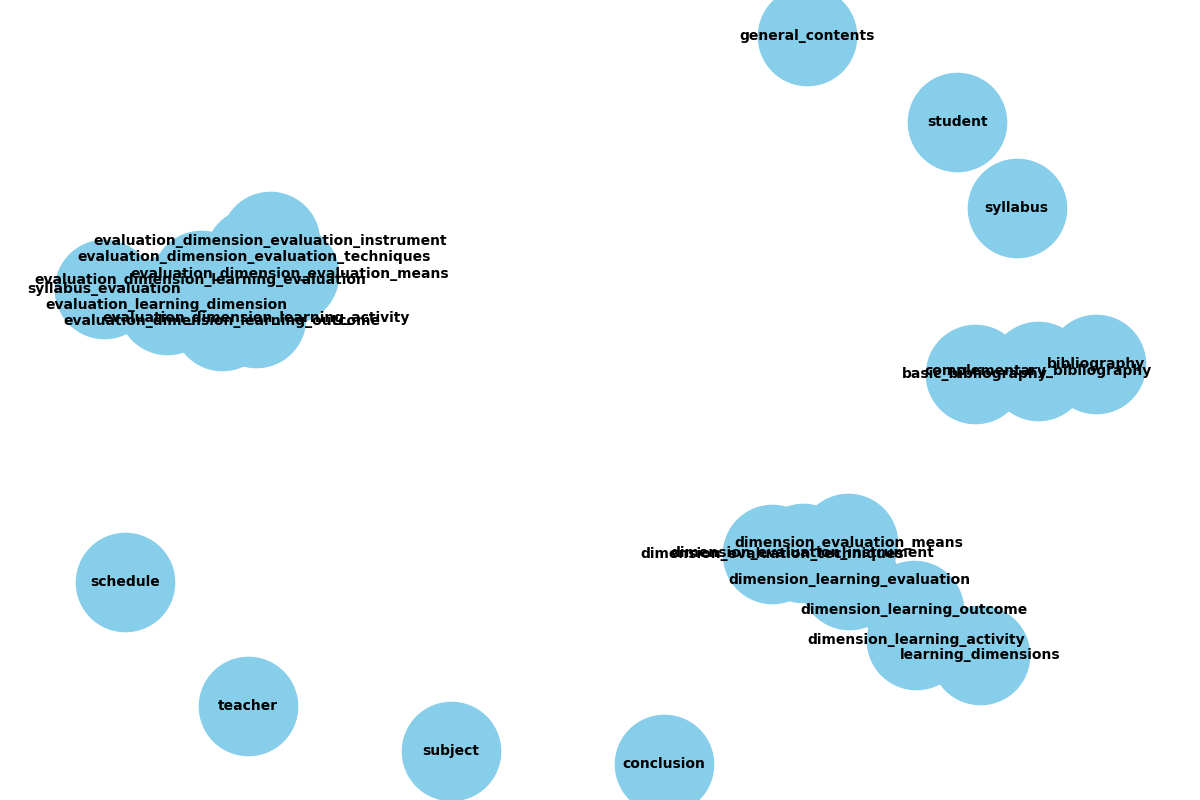 general_contents
student
syllabus
evaluation_dimension_evaluation_instrument
evaluation_dimension_evaluation_techniques
evaluation_dimension_evaluation_means
evaluation_dimension_learning_evaluation
syllabus_evaluation
evaluation_learning_dimension
evaluation_dimension_learning_activity
evaluation_dimension_learning_outcome
bibliography
complementary_bibliography
basic_bibliography
dimension_evaluation_means
dimension_evaluation_instrument
dimension_evaluation_techniques
dimension_learning_evaluation
dimension_learning_outcome
dimension_learning_activity
learning_dimensions
schedule
teacher
subject
conclusion